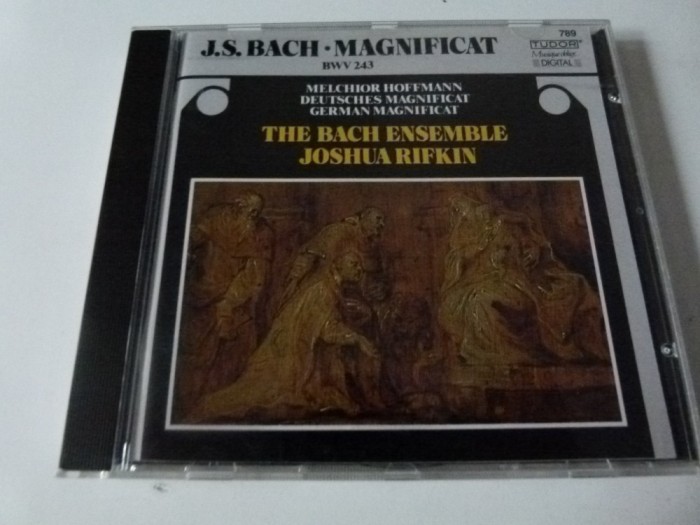 J.S. BACH · MAGNIFICAT
BWV 243
789
TUDOR
DIGITAL
MELCHIOR HOFFMANN
DEUTSCHES MAGNIFICAT
GERMAN MAGNIFICAT
THE BACH ENSEMBLE
JOSHUA RIFKIN